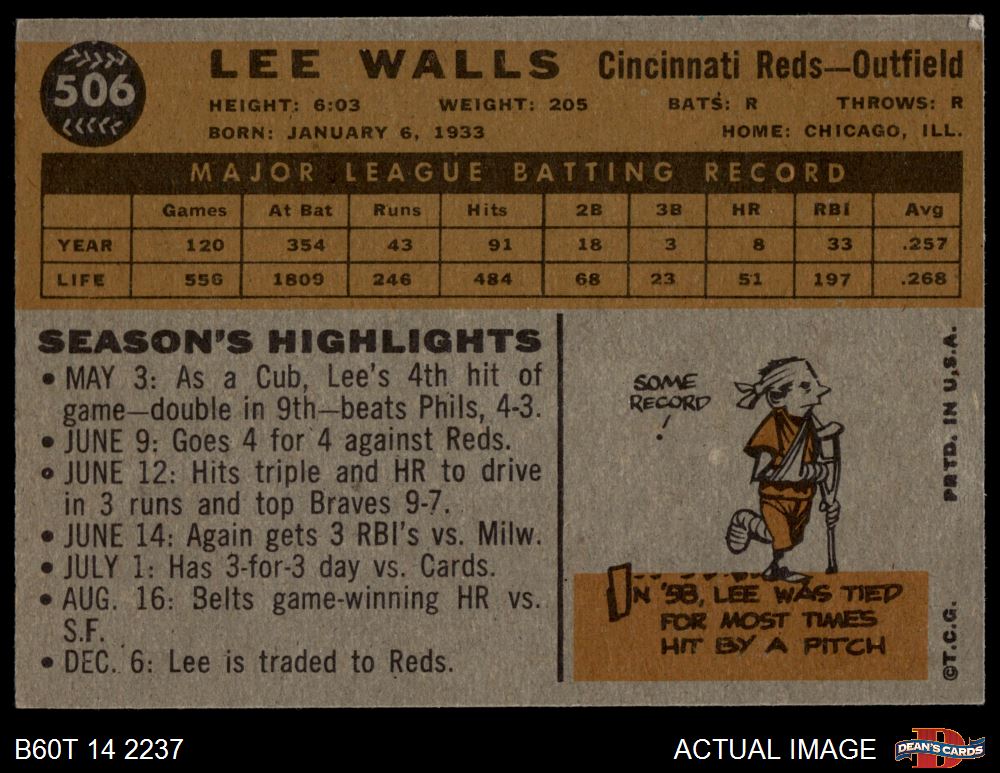 506
LEE WALLS Cincinnati Reds—Outfield
HEIGHT: 6:03 WEIGHT: 205 BATS: R THROWS: R
BORN: JANUARY 6, 1933 HOME: CHICAGO, ILL.
MAJOR LEAGUE BATTING RECORD
Games At Bat Runs Hits 2B 3B HR RBI Avg
YEAR 120 354 43 91 18 3 8 33 .257
LIFE 556 1809 246 484 68 23 51 197 .268
SEASON'S HIGHLIGHTS
• MAY 3: As a Cub, Lee's 4th hit of
game—double in 9th—beats Phils, 4-3.
• JUNE 9: Goes 4 for 4 against Reds.
• JUNE 12: Hits triple and HR to drive
in 3 runs and top Braves 9-7.
• JUNE 14: Again gets 3 RBI's vs. Milw.
• JULY 1: Has 3-for-3 day vs. Cards.
• AUG. 16: Belts game-winning HR vs.
S.F.
• DEC. 6: Lee is traded to Reds.
SOME
RECORD
!
IN '58, LEE WAS TIED
FOR MOST TIMES
HIT BY A PITCH
©T.C.G. PRTD. IN U.S.A.
B60T 14 2237
ACTUAL IMAGE
DEAN'S CARDS